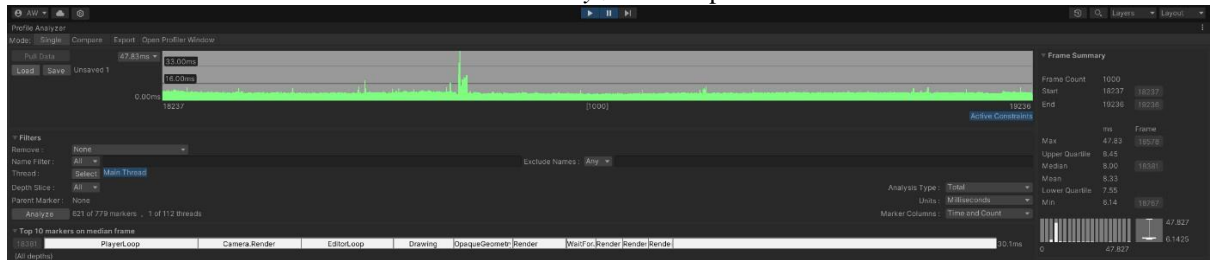 AW
Layers Layout
Profile Analyzer
Mode: Single Compare Export Open Profiler Window
Pull Data 47.83ms 33.00ms
Load Save Unsaved 1 16.00ms
0.00ms
18237 [1000] 19236
Active Constraints
Filters
Remove : None
Name Filter : All Exclude Names : Any
Thread : Select Main Thread
Depth Slice : All Analysis Type : Total
Parent Marker : None Units : Milliseconds
Analyze 821 of 779 markers , 1 of 112 threads Marker Columns : Time and Count
Top 10 markers on median frame
18381 PlayerLoop Camera.Render EditorLoop Drawing OpaqueGeometr Render WaitFor. Render Render Rende 30.1ms
(All depths)
Frame Summary
Frame Count 1000
Start 18237 18237
End 19236 19236
ms Frame
Max 47.83 18578
Upper Quartile 8.45
Median 8.00 18381
Mean 8.33
Lower Quartile 7.55
Min 6.14 18757
47.827
6.1425
0 47.827